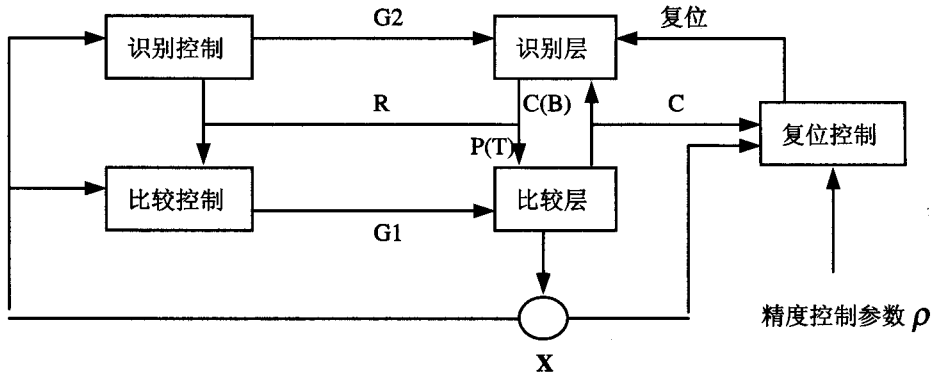 G2
复位
识别控制
识别层
R
C(B)
C
P(T)
复位控制
比较控制
比较层
G1
精度控制参数 ρ
X